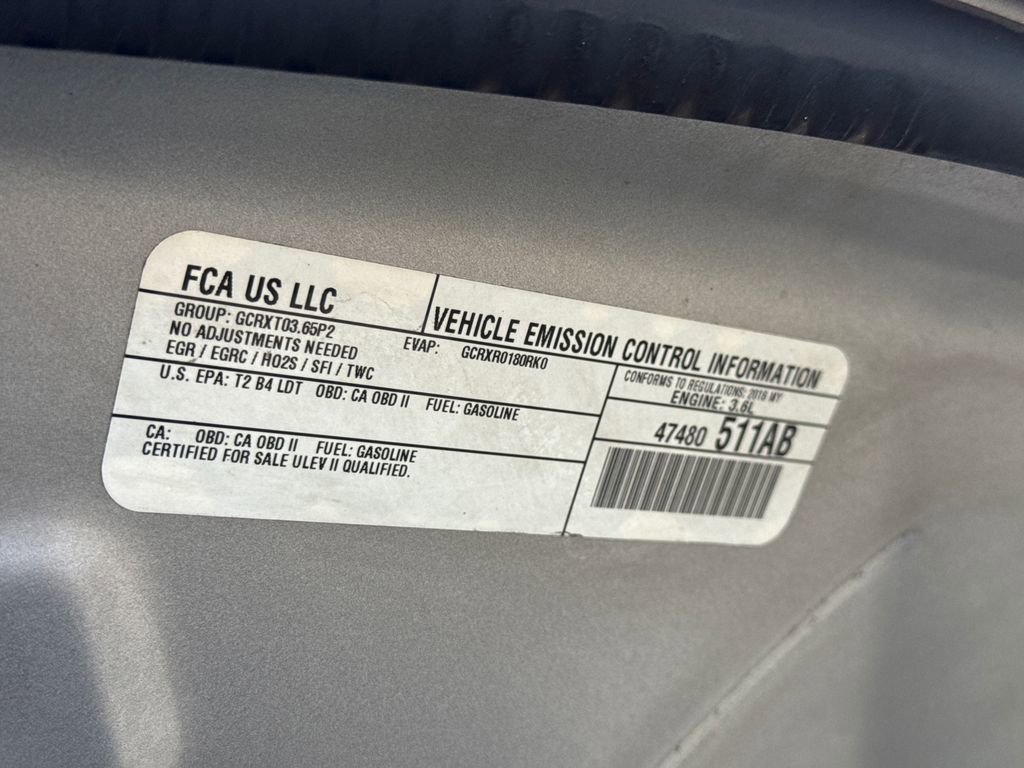 FCA US LLC
VEHICLE EMISSION CONTROL INFORMATION
GROUP: GCRXT03.65P2
EVAP: GCRXR0180RK0
NO ADJUSTMENTS NEEDED
EGR / EGRC / HO2S / SFI / TWC
CONFORMS TO REGULATIONS: 2016 MY
ENGINE: 3.6L
U.S. EPA: T2 B4 LDT OBD: CA OBD II FUEL: GASOLINE
47480 511AB
CA: OBD: CA OBD II FUEL: GASOLINE
CERTIFIED FOR SALE ULEV II QUALIFIED.